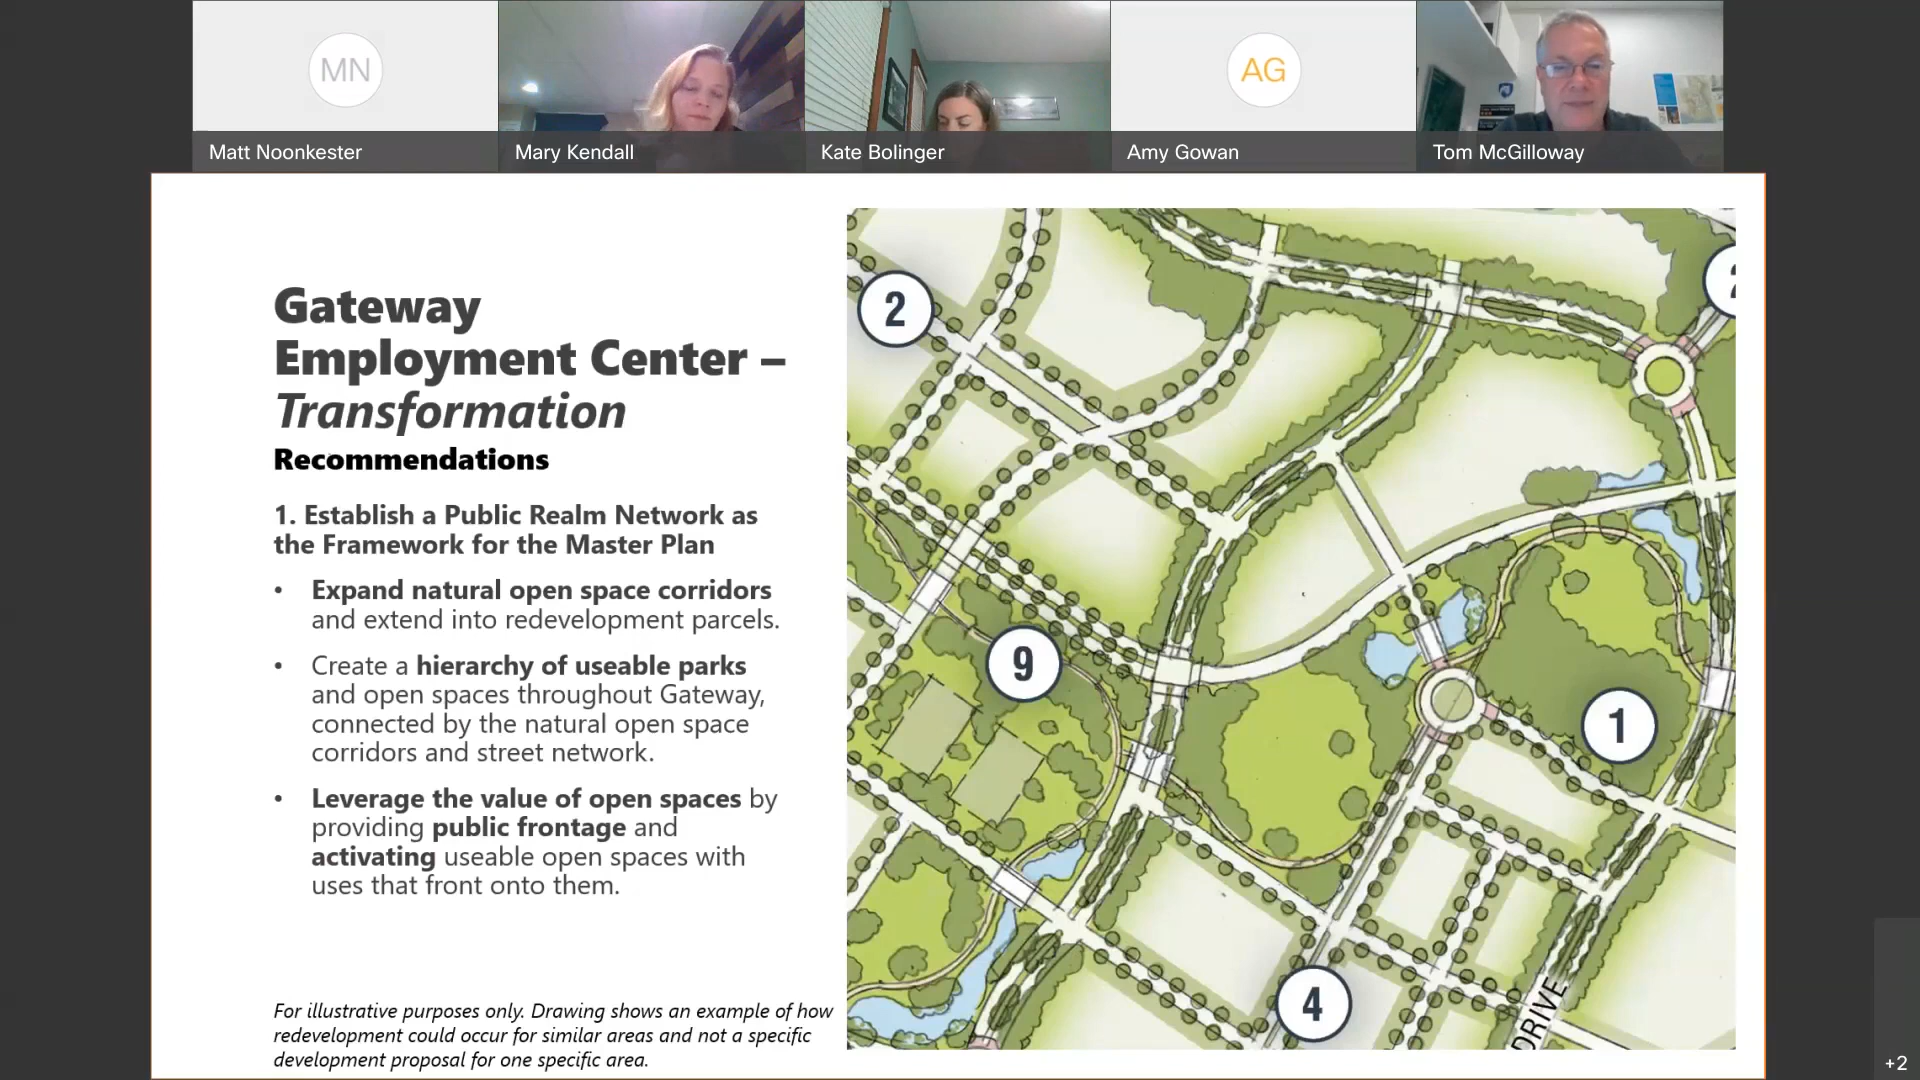 MN
AG
Matt Noonkester
Mary Kendall
Kate Bolinger
Amy Gowan
Tom McGilloway
Gateway
Employment Center –
Transformation
Recommendations
1. Establish a Public Realm Network as
the Framework for the Master Plan
• Expand natural open space corridors
and extend into redevelopment parcels.
• Create a hierarchy of useable parks
and open spaces throughout Gateway,
connected by the natural open space
corridors and street network.
• Leverage the value of open spaces by
providing public frontage and
activating useable open spaces with
uses that front onto them.
For illustrative purposes only. Drawing shows an example of how
redevelopment could occur for similar areas and not a specific
development proposal for one specific area.
2
2
9
1
4
DRIVE
+2